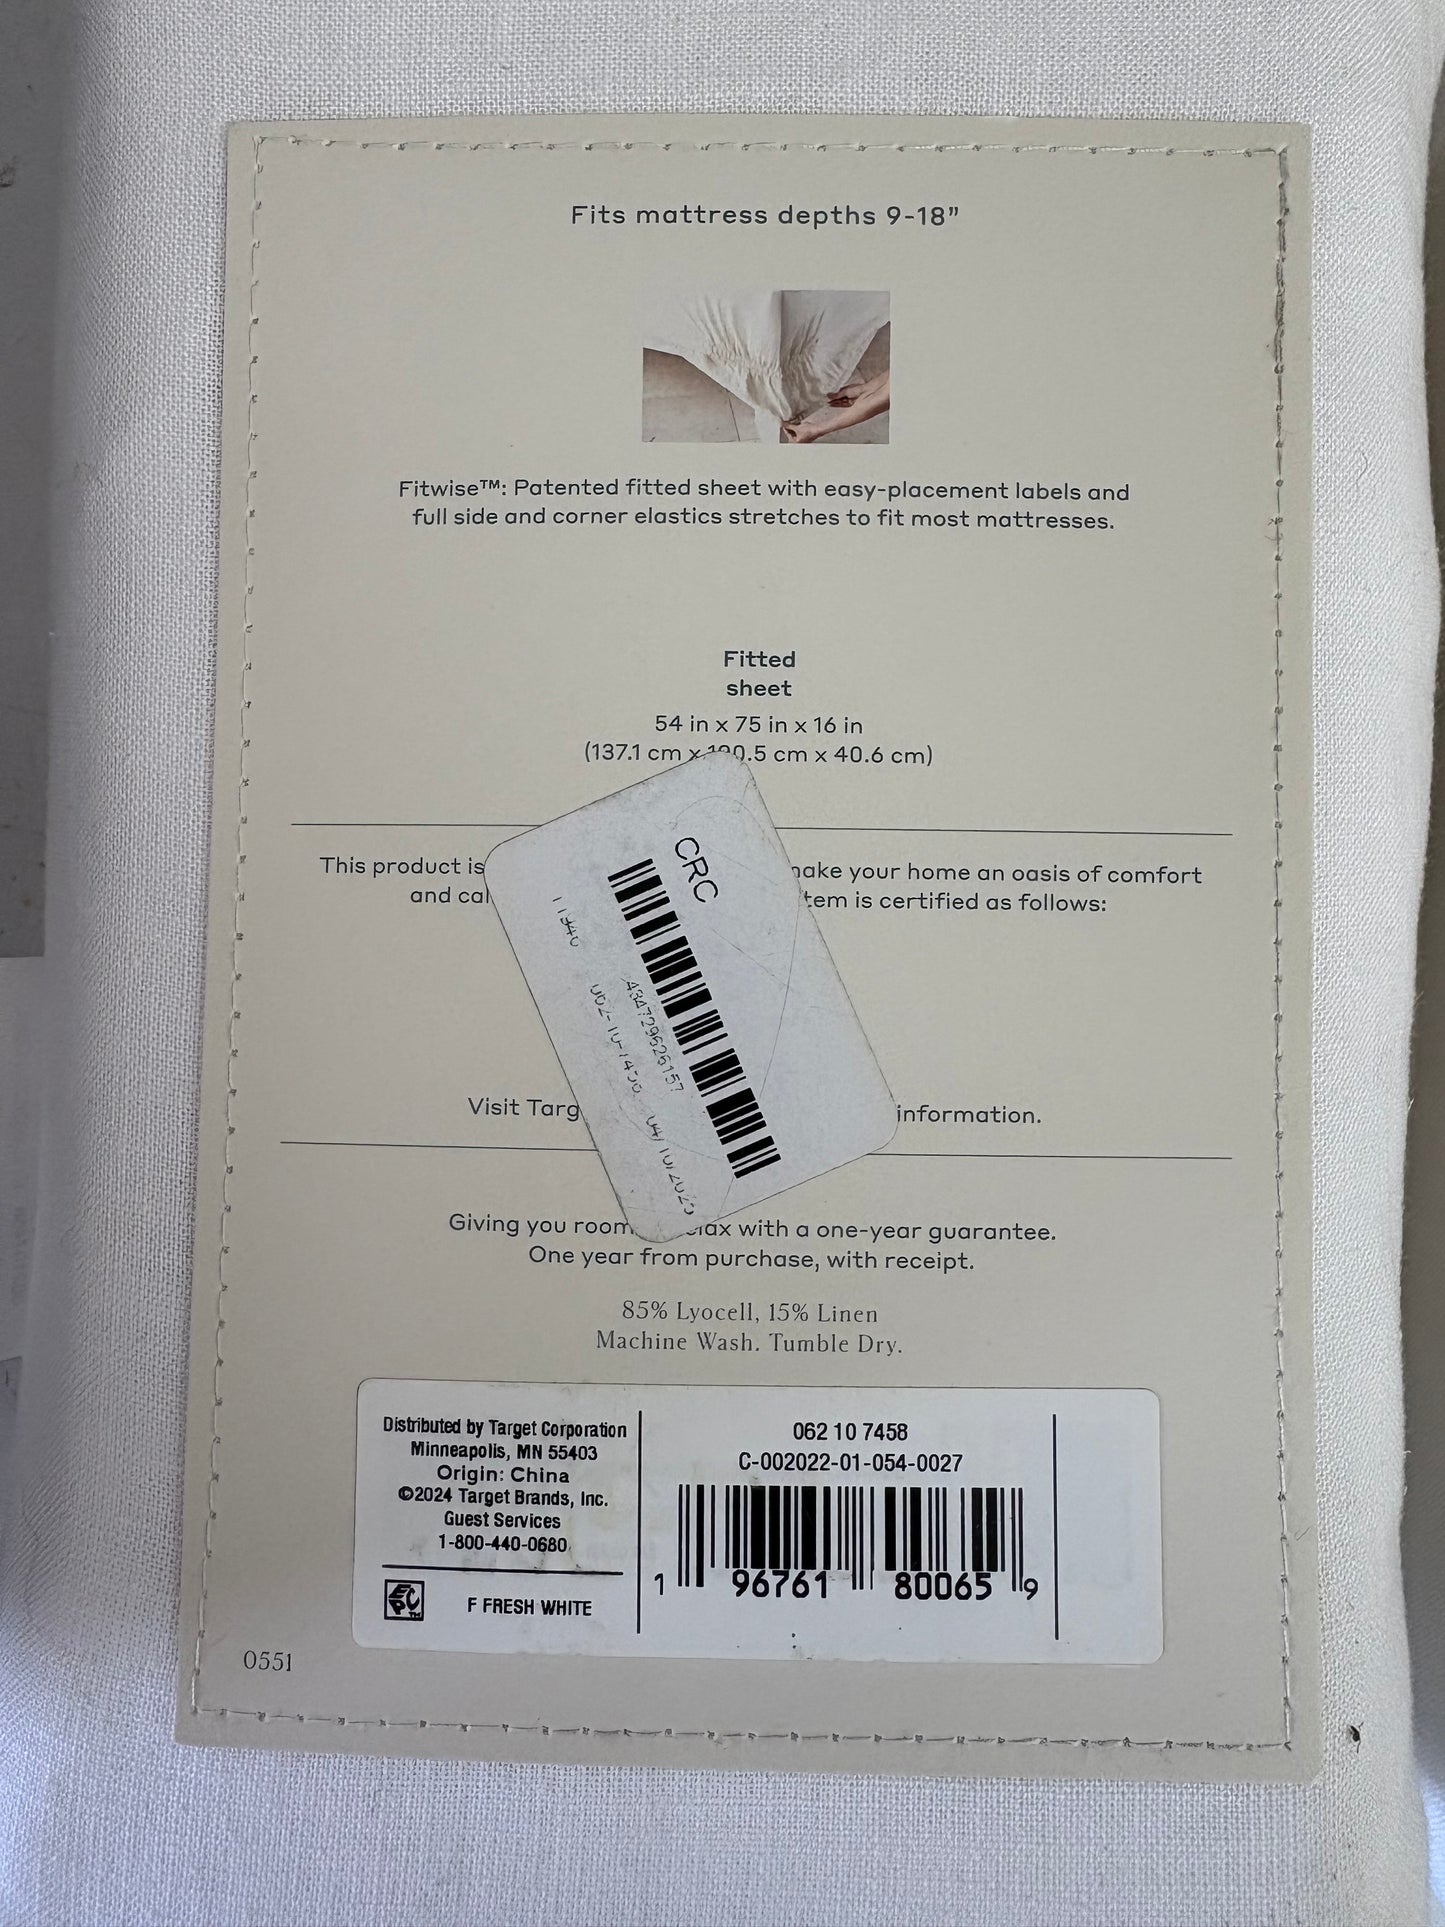 Fits mattress depths 9-18”
Fitwise™: Patented fitted sheet with easy-placement labels and
full side and corner elastics stretches to fit most mattresses.
Fitted
sheet
54 in x 75 in x 16 in
(137.1 cm x 190.5 cm x 40.6 cm)
This product is make your home an oasis of comfort
and item is certified as follows:
CRC
434729626157
Visit information.
Giving you room relax with a one-year guarantee.
One year from purchase, with receipt.
85% Lyocell, 15% Linen
Machine Wash. Tumble Dry.
Distributed by Target Corporation
Minneapolis, MN 55403
Origin: China
©2024 Target Brands, Inc.
Guest Services
1-800-440-0680
F FRESH WHITE
062 10 7458
C-002022-01-054-0027
1 96761 80065 9
0551